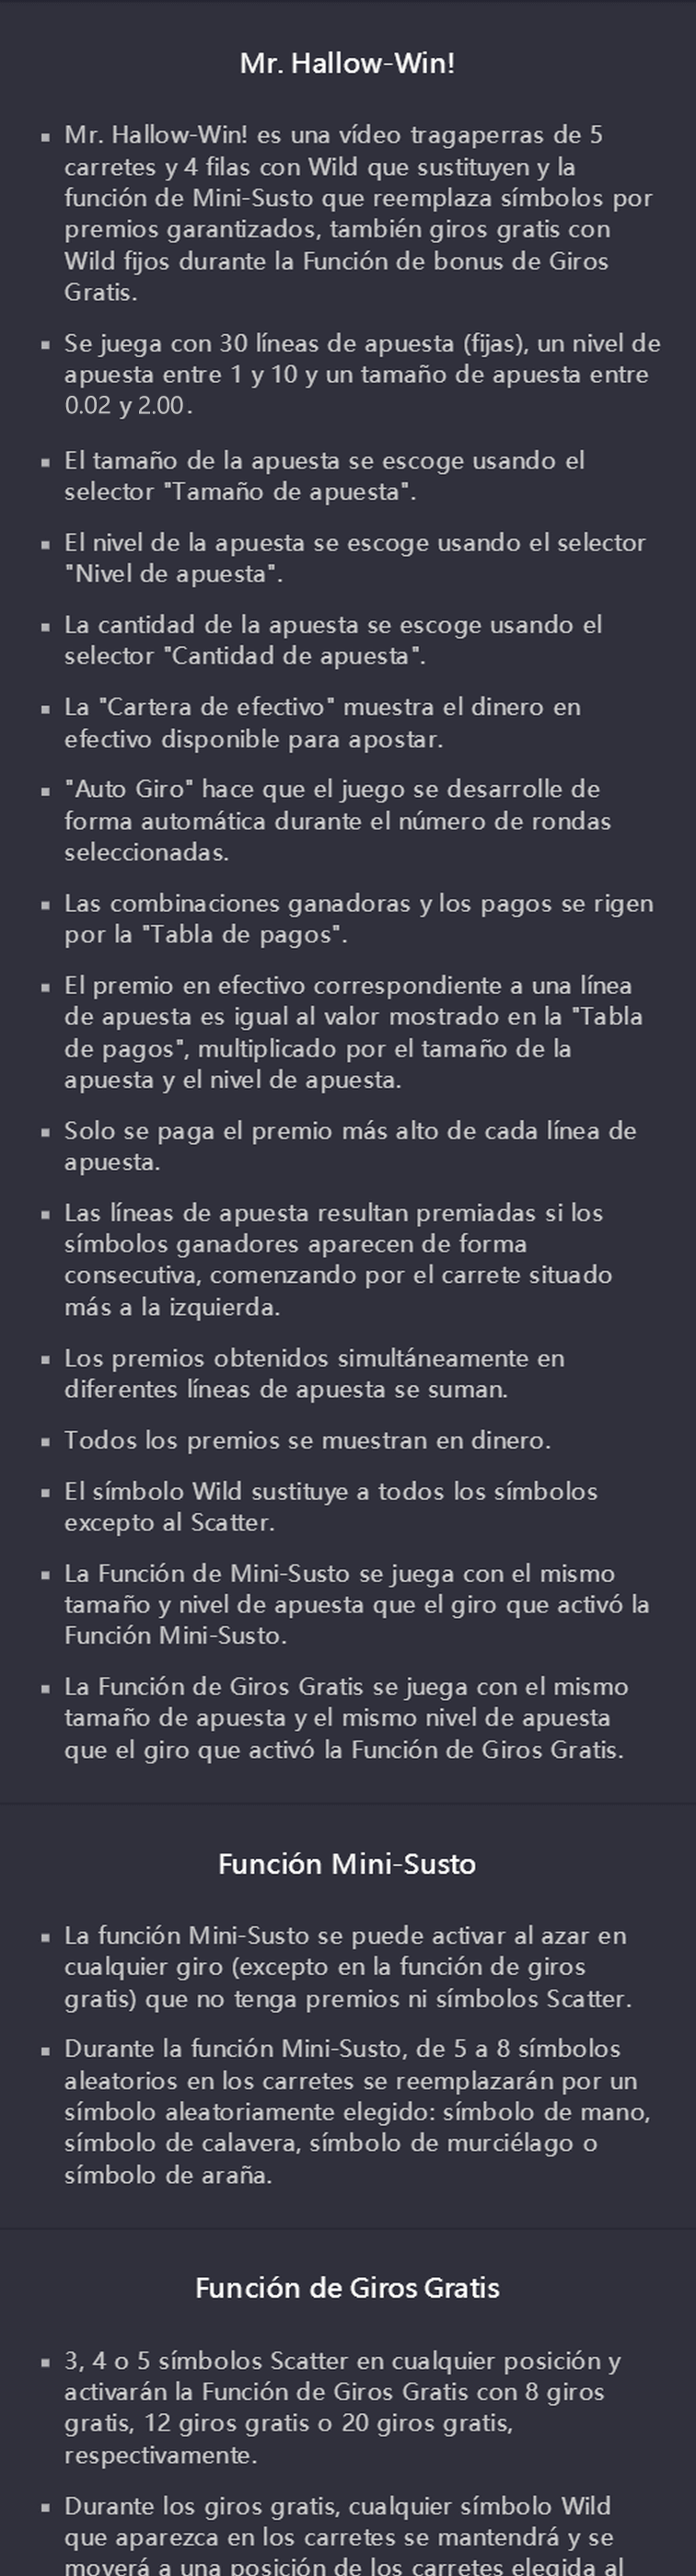 Mr. Hallow-Win!
▪ Mr. Hallow-Win! es una vídeo tragaperras de 5
carretes y 4 filas con Wild que sustituyen y la
función de Mini-Susto que reemplaza símbolos por
premios garantizados, también giros gratis con
Wild fijos durante la Función de bonus de Giros
Gratis.
▪ Se juega con 30 líneas de apuesta (fijas), un nivel de
apuesta entre 1 y 10 y un tamaño de apuesta entre
0.02 y 2.00.
▪ El tamaño de la apuesta se escoge usando el
selector "Tamaño de apuesta".
▪ El nivel de la apuesta se escoge usando el selector
"Nivel de apuesta".
▪ La cantidad de la apuesta se escoge usando el
selector "Cantidad de apuesta".
▪ La "Cartera de efectivo" muestra el dinero en
efectivo disponible para apostar.
▪ "Auto Giro" hace que el juego se desarrolle de
forma automática durante el número de rondas
seleccionadas.
▪ Las combinaciones ganadoras y los pagos se rigen
por la "Tabla de pagos".
▪ El premio en efectivo correspondiente a una línea
de apuesta es igual al valor mostrado en la "Tabla
de pagos", multiplicado por el tamaño de la
apuesta y el nivel de apuesta.
▪ Solo se paga el premio más alto de cada línea de
apuesta.
▪ Las líneas de apuesta resultan premiadas si los
símbolos ganadores aparecen de forma
consecutiva, comenzando por el carrete situado
más a la izquierda.
▪ Los premios obtenidos simultáneamente en
diferentes líneas de apuesta se suman.
▪ Todos los premios se muestran en dinero.
▪ El símbolo Wild sustituye a todos los símbolos
excepto al Scatter.
▪ La Función de Mini-Susto se juega con el mismo
tamaño y nivel de apuesta que el giro que activó la
Función Mini-Susto.
▪ La Función de Giros Gratis se juega con el mismo
tamaño de apuesta y el mismo nivel de apuesta
que el giro que activó la Función de Giros Gratis.
Función Mini-Susto
▪ La función Mini-Susto se puede activar al azar en
cualquier giro (excepto en la función de giros
gratis) que no tenga premios ni símbolos Scatter.
▪ Durante la función Mini-Susto, de 5 a 8 símbolos
aleatorios en los carretes se reemplazarán por un
símbolo aleatoriamente elegido: símbolo de mano,
símbolo de calavera, símbolo de murciélago o
símbolo de araña.
Función de Giros Gratis
▪ 3, 4 o 5 símbolos Scatter en cualquier posición y
activarán la Función de Giros Gratis con 8 giros
gratis, 12 giros gratis o 20 giros gratis,
respectivamente.
▪ Durante los giros gratis, cualquier símbolo Wild
que aparezca en los carretes se mantendrá y se
moverá a una posición de los carretes elegida al